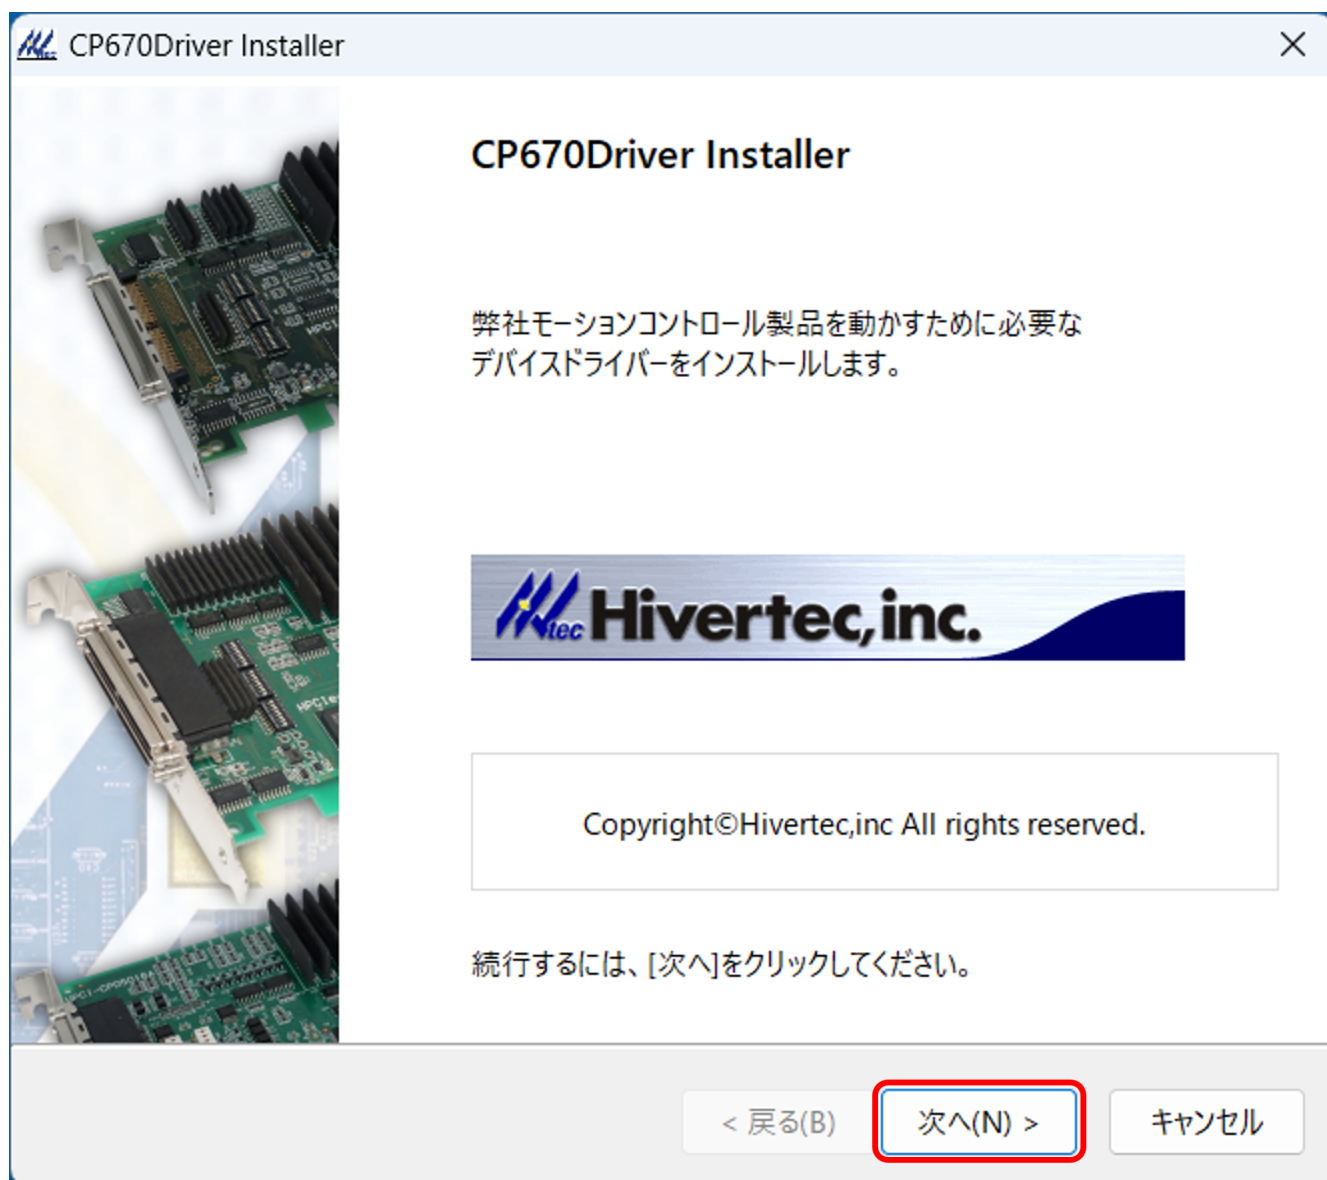 CP670Driver Installer
CP670Driver Installer
弊社モーションコントロール製品を動かすために必要な
デバイスドライバーをインストールします。
tec Hivertec,inc.
Copyright©Hivertec,inc All rights reserved.
続行するには、[次へ]をクリックしてください。
< 戻る(B)
次へ(N) >
キャンセル